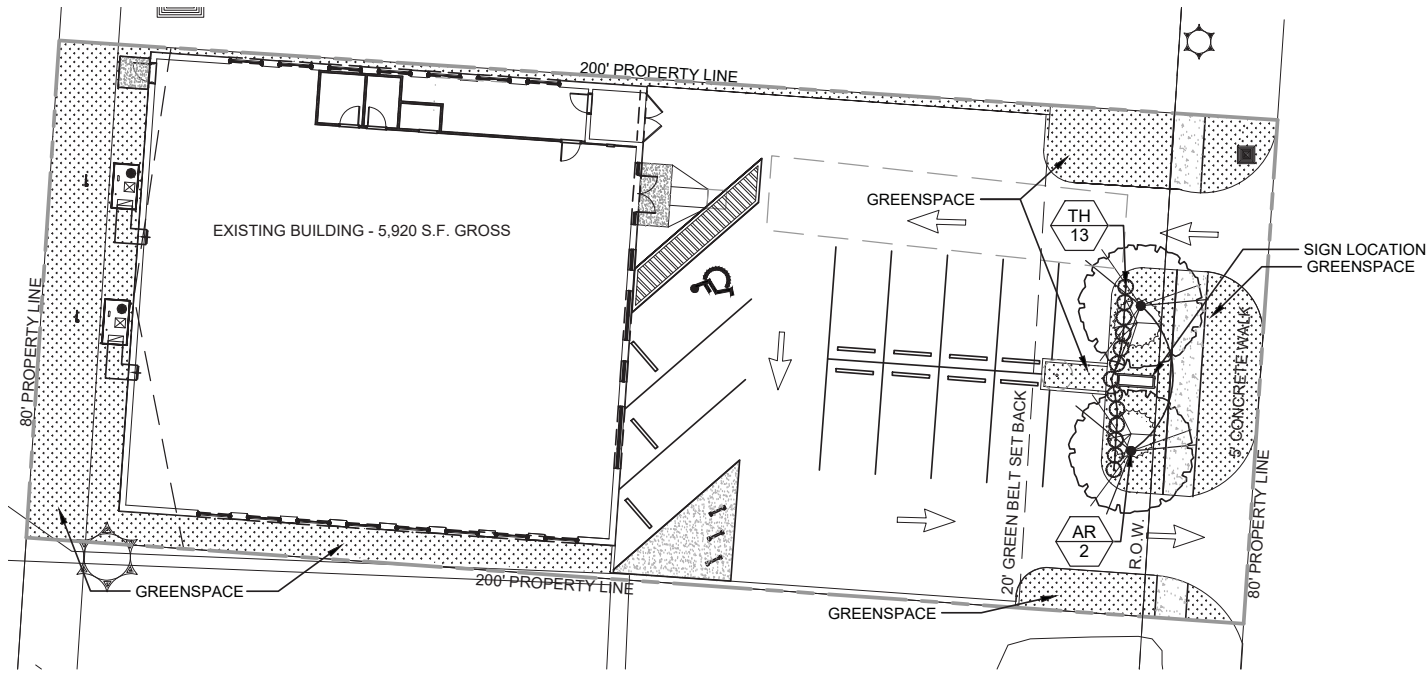 200' PROPERTY LINE
GREENSPACE
TH
13
SIGN LOCATION
GREENSPACE
EXISTING BUILDING - 5,920 S.F. GROSS
80' PROPERTY LINE
5' CONCRETE WALK
20' GREEN BELT SET BACK
AR
2
R.O.W.
80' PROPERTY LINE
200' PROPERTY LINE
GREENSPACE
GREENSPACE